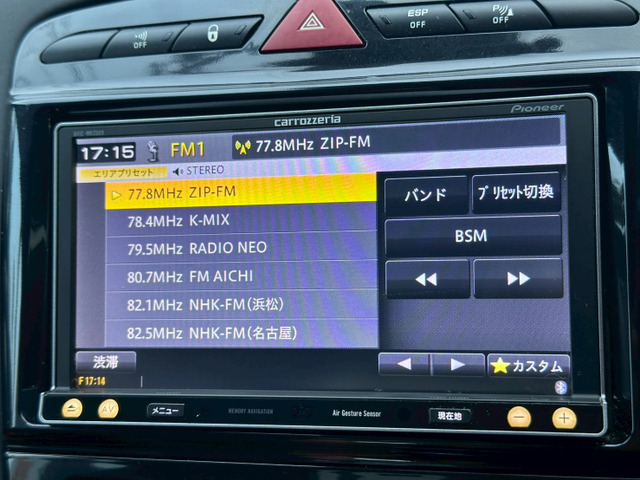 OFF
ESP OFF
OFF
carrozzeria
Pioneer
17:15 FM1 77.8MHz ZIP-FM
エリアプリセット STEREO
77.8MHz ZIP-FM
78.4MHz K-MIX
79.5MHz RADIO NEO
80.7MHz FM AICHI
82.1MHz NHK-FM(浜松)
82.5MHz NHK-FM(名古屋)
バンド
プリセット切換
BSM
渋滞
カスタム
F 17:14
AV
メニュー
MEMORY NAVIGATION
Air Gesture Sensor
現在地